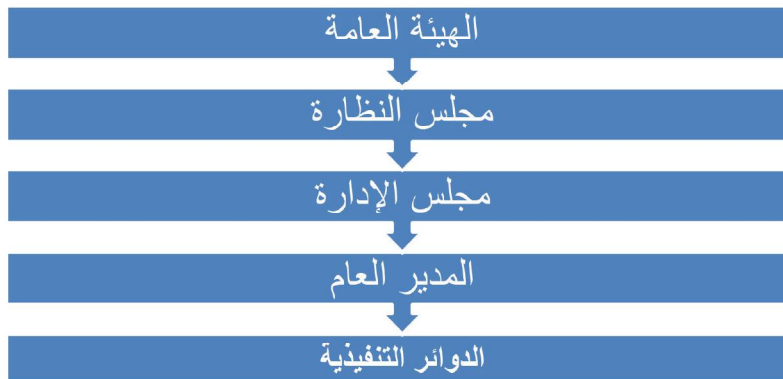 الهيئة العامة
مجلس النظارة
مجلس الإدارة
المدير العام
الدوائر التنفيذية